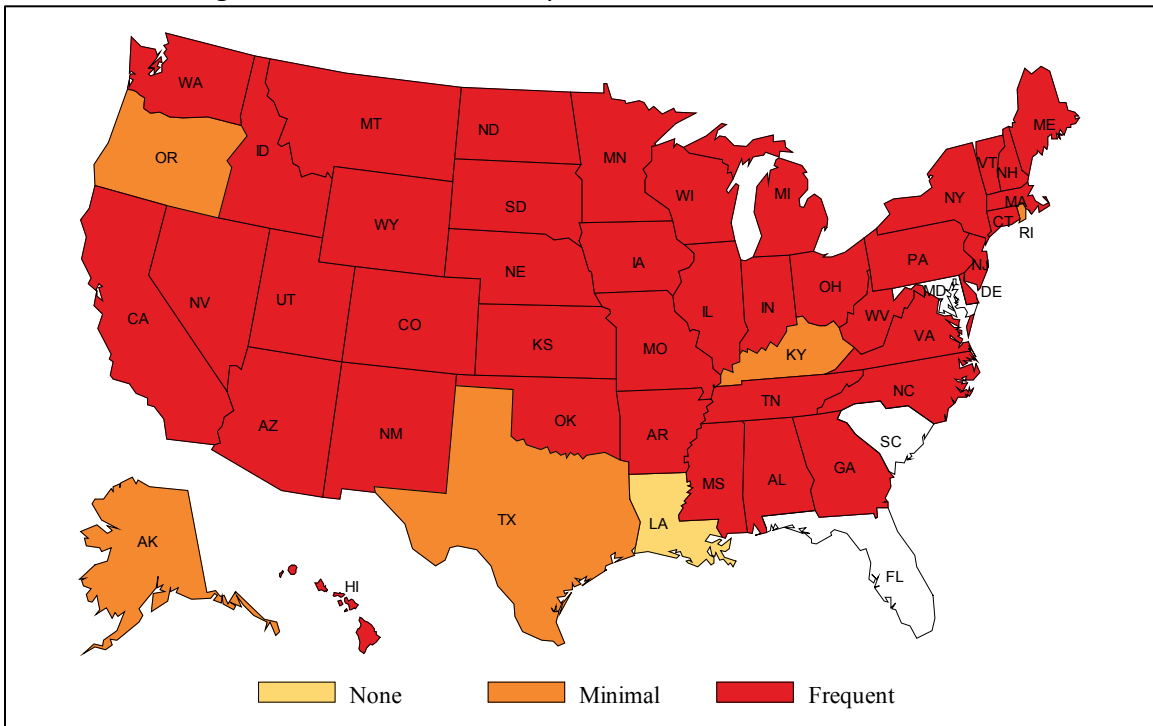 WA
MT
ND
MN
ME
OR
ID
WI
MI
VT
NH
NY
MA
CT
RI
SD
WY
NE
IA
PA
NJ
NV
UT
CO
IL
IN
OH
MD
DE
WV
VA
CA
KS
MO
KY
NC
TN
AZ
NM
OK
AR
SC
MS
AL
GA
TX
LA
AK
HI
FL
None Minimal Frequent